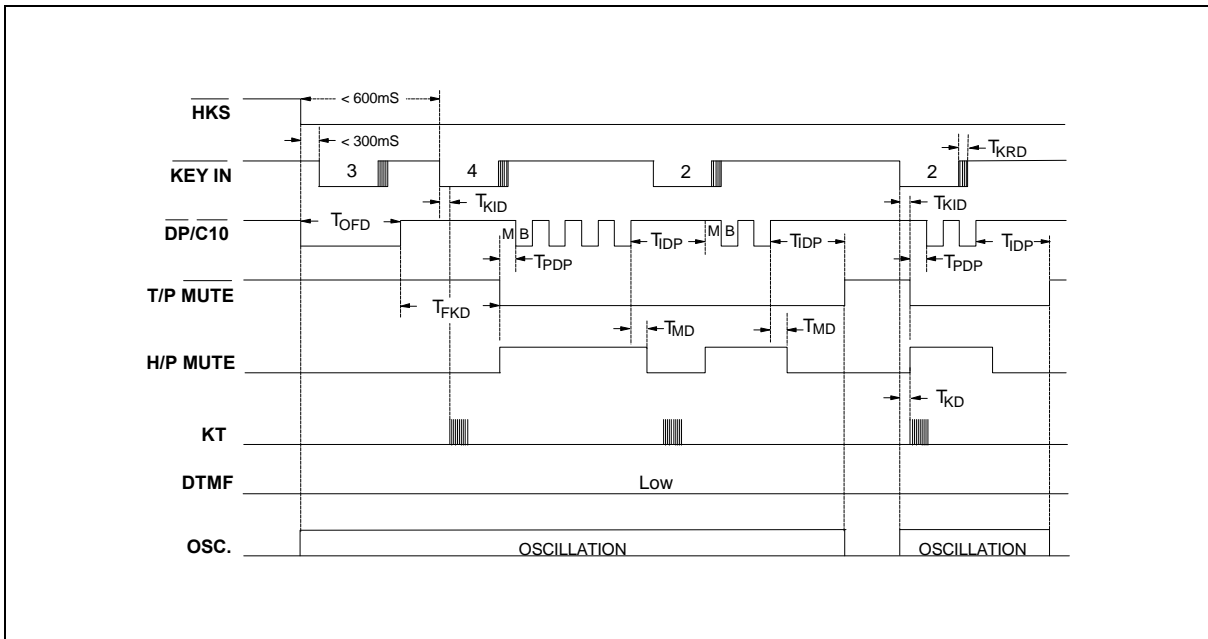 HKS < 600mS
< 300mS
KEY IN 3 4 2 2 TKRD
TKID TKID
DP/C10 TOFD M B TIDP M B TIDP TIDP
TPDP TPDP
T/P MUTE
TFKD
TMD TMD
H/P MUTE
TKD
KT
DTMF Low
OSC. OSCILLATION OSCILLATION